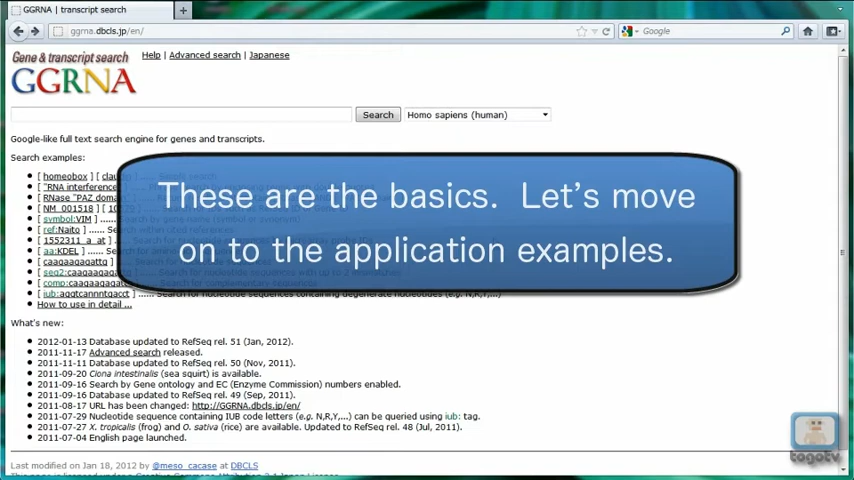 GGRNA | transcript search
ggrna.dbcls.jp/en/
Google
Gene & transcript search
GGRNA
Help | Advanced search | Japanese
Search
Homo sapiens (human)
Google-like full text search engine for genes and transcripts.
Search examples:
[ homeobox ] [
[ "RNA interference
[ RNase "PAZ domain
[ NM_001518 ] [
[ symbol:VIM ]
[ ref:Naito ]
[ 1552311_a_at ]
[ aa:KDEL ]
[ caagaagagattg ]
[ seq2:
[ comp:
[ iub:aggtcannntgacct ] ...... Search for nucleotide sequences containing degenerate nucleotides (e.g. N,R,Y,...)
How to use in detail ...
These are the basics. Let's move
on to the application examples.
What's new:
2012-01-13 Database updated to RefSeq rel. 51 (Jan, 2012).
2011-11-17 Advanced search released.
2011-11-11 Database updated to RefSeq rel. 50 (Nov, 2011).
2011-09-20 Ciona intestinalis (sea squirt) is available.
2011-09-16 Search by Gene ontology and EC (Enzyme Commission) numbers enabled.
2011-09-16 Database updated to RefSeq rel. 49 (Sep, 2011).
2011-08-17 URL has been changed: http://GGRNA.dbcls.jp/en/
2011-07-29 Nucleotide sequence containing IUB code letters (e.g. N,R,Y,...) can be queried using iub: tag.
2011-07-27 X. tropicalis (frog) and O. sativa (rice) are available. Updated to RefSeq rel. 48 (Jul, 2011).
2011-07-04 English page launched.
Last modified on Jan 18, 2012 by @meso_cacase at DBCLS
togotv